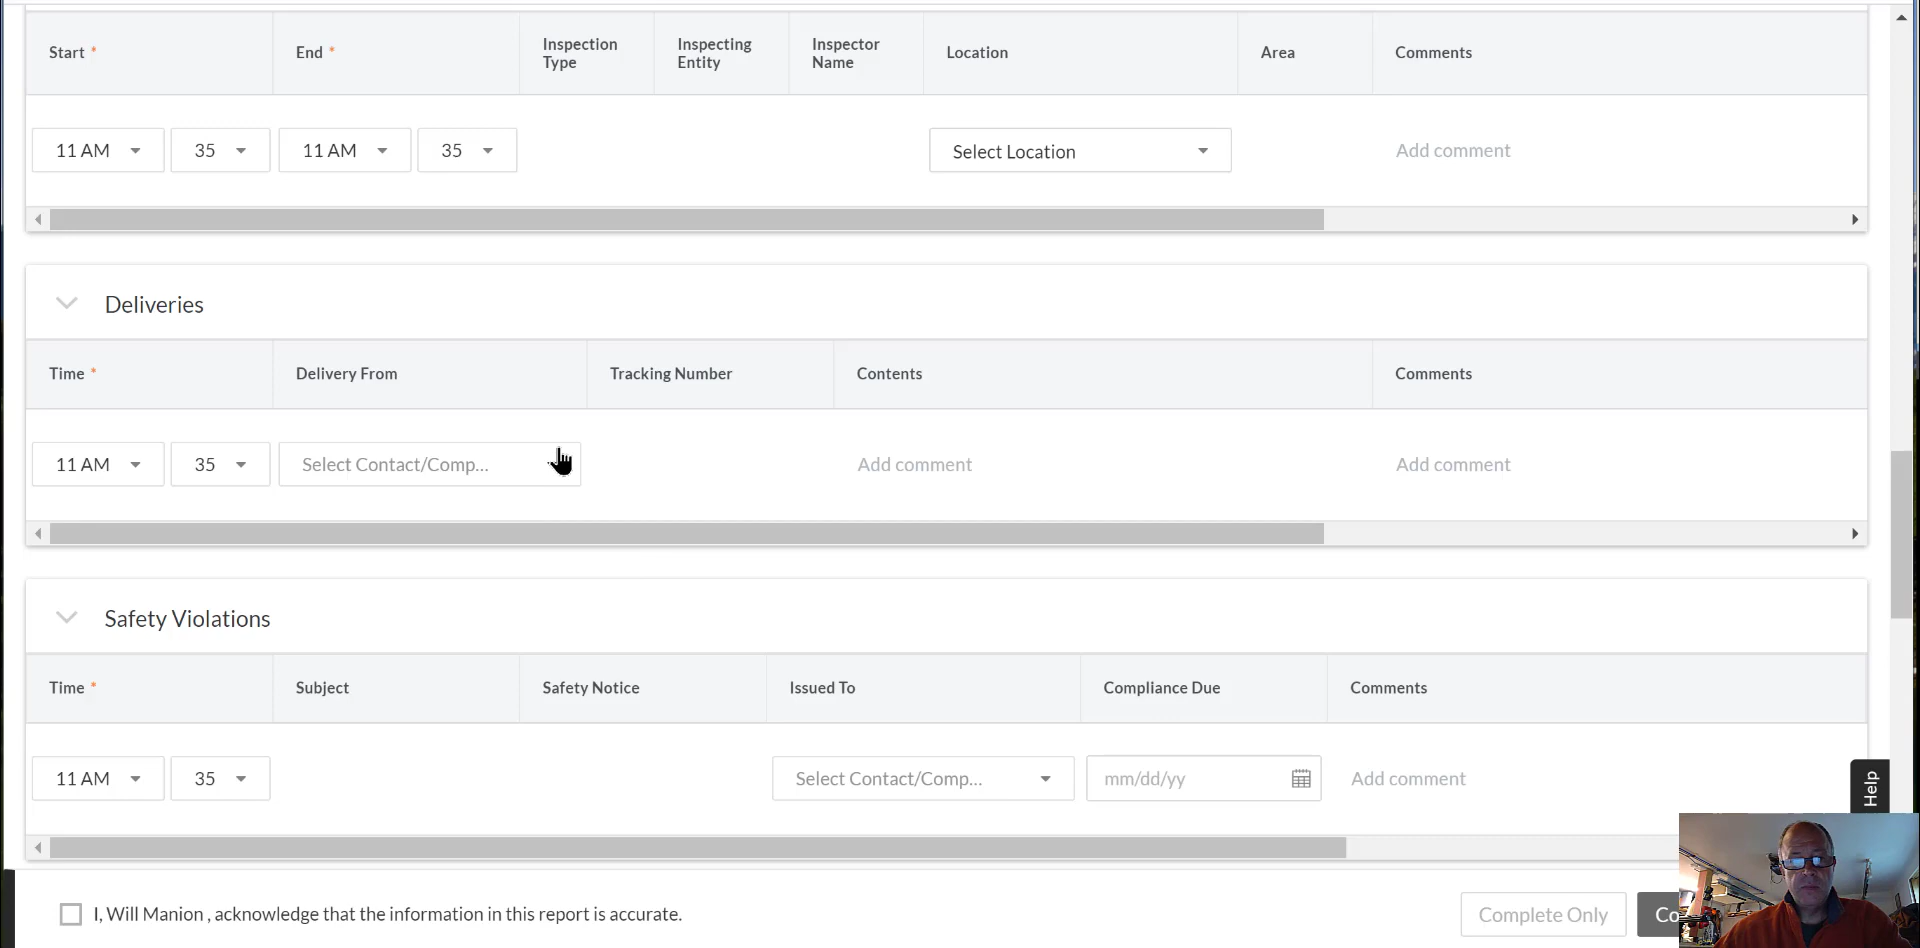 Start *
End *
Inspection Type
Inspecting Entity
Inspector Name
Location
Area
Comments
11 AM
35
11 AM
35
Select Location
Add comment
Deliveries
Time *
Delivery From
Tracking Number
Contents
Comments
11 AM
35
Select Contact/Comp...
Add comment
Add comment
Safety Violations
Time *
Subject
Safety Notice
Issued To
Compliance Due
Comments
11 AM
35
Select Contact/Comp...
mm/dd/yy
Add comment
Help
I, Will Manion , acknowledge that the information in this report is accurate.
Complete Only